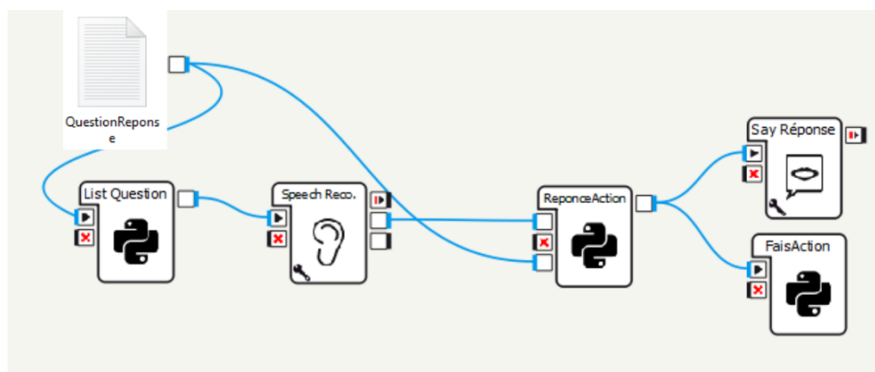 QuestionRepons
e
List Question
Speech Reco.
ReponceAction
Say Réponse
FaisAction